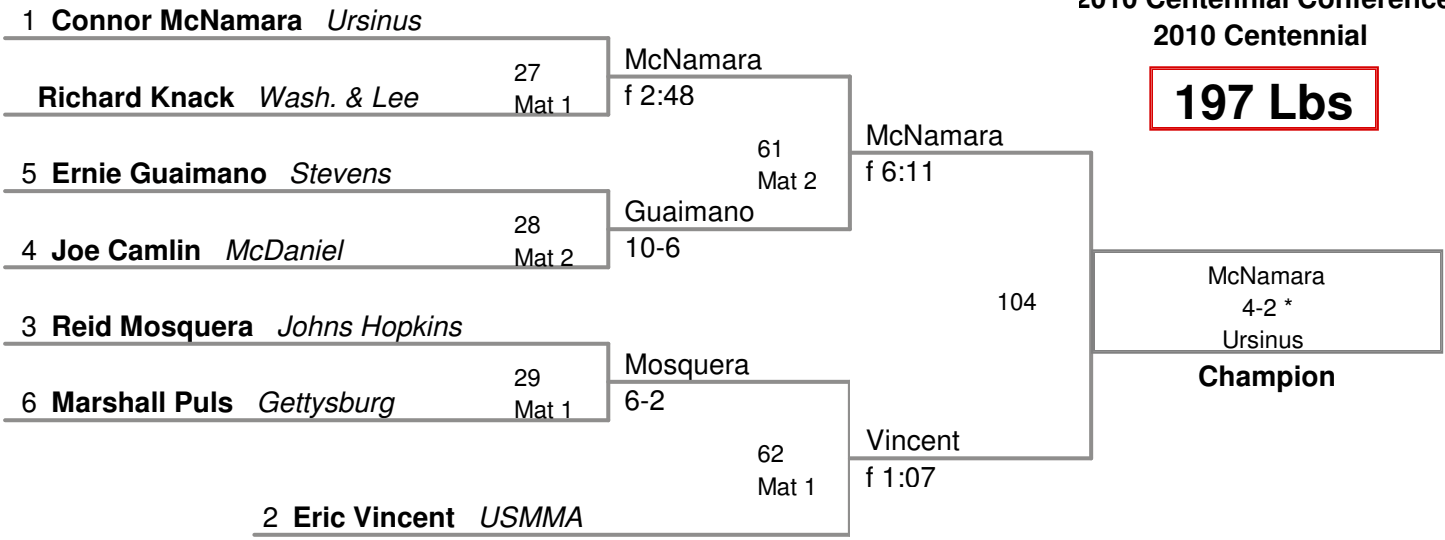 2010 Centennial Conference
2010 Centennial
197 Lbs
1 Connor McNamara Ursinus
27
Mat 1
Richard Knack Wash. & Lee
McNamara
f 2:48
5 Ernie Guaimano Stevens
28
Mat 2
4 Joe Camlin McDaniel
Guaimano
10-6
61
Mat 2
McNamara
f 6:11
3 Reid Mosquera Johns Hopkins
29
Mat 1
6 Marshall Puls Gettysburg
Mosquera
6-2
62
Mat 1
2 Eric Vincent USMMA
Vincent
f 1:07
104
McNamara
4-2 *
Ursinus
Champion